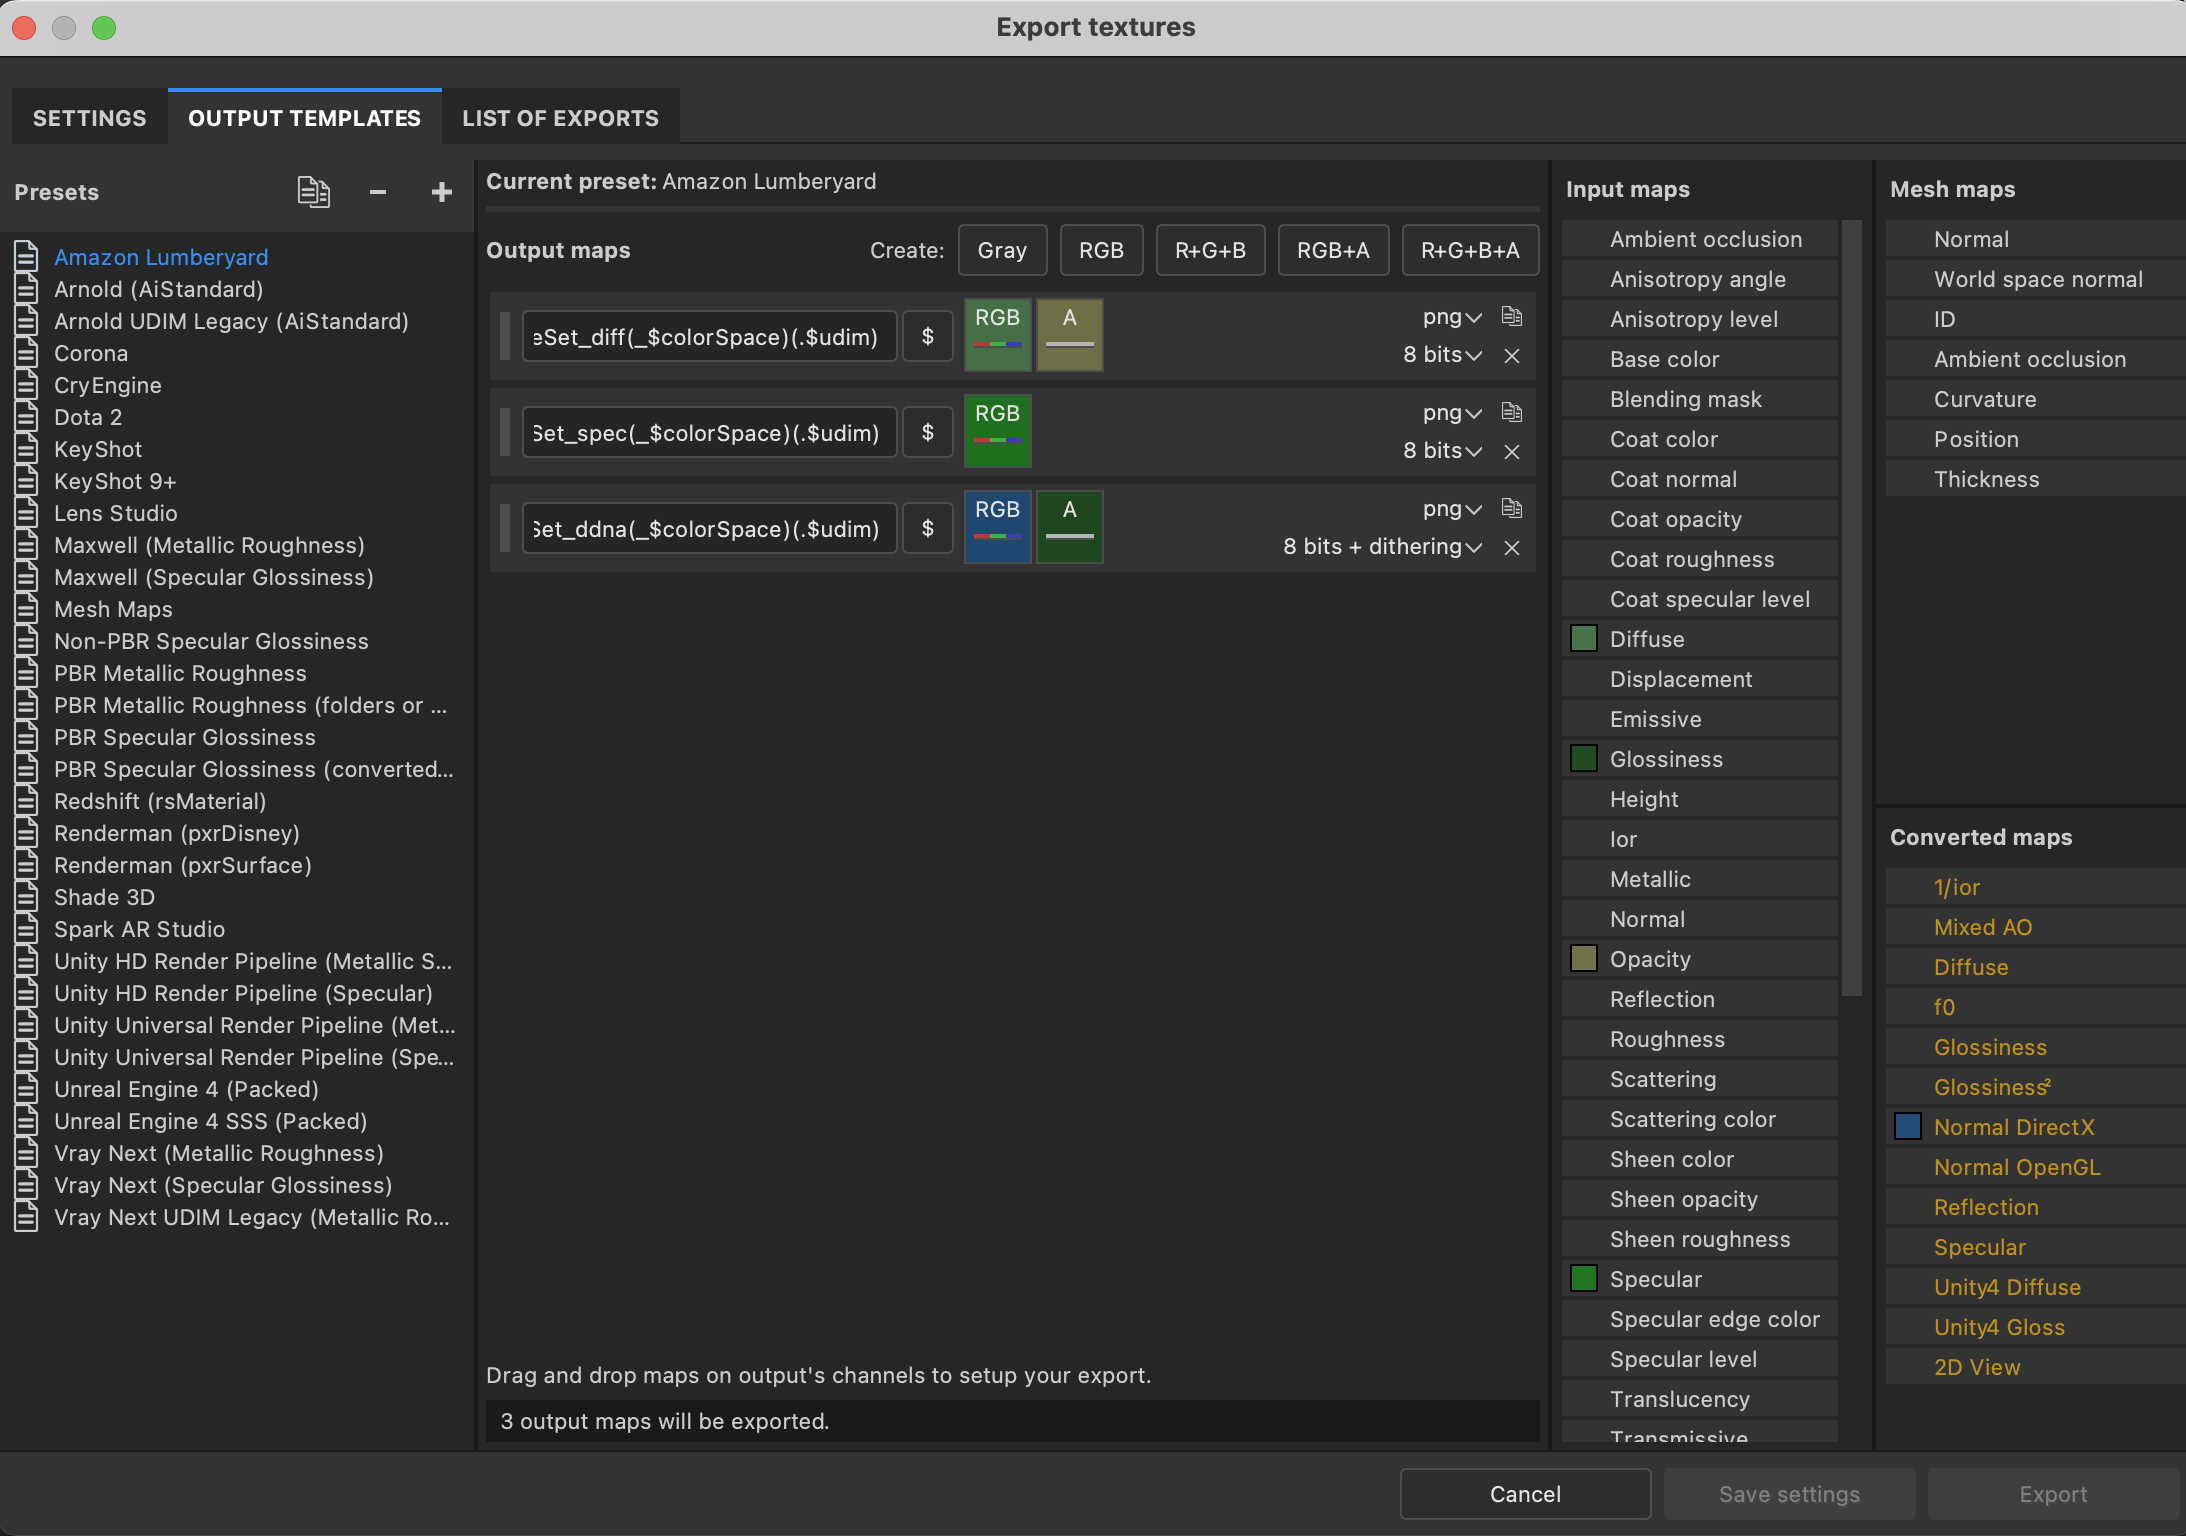 Export textures
SETTINGS
OUTPUT TEMPLATES
LIST OF EXPORTS
Presets
Amazon Lumberyard
Arnold (AiStandard)
Arnold UDIM Legacy (AiStandard)
Corona
CryEngine
Dota 2
KeyShot
KeyShot 9+
Lens Studio
Maxwell (Metallic Roughness)
Maxwell (Specular Glossiness)
Mesh Maps
Non-PBR Specular Glossiness
PBR Metallic Roughness
PBR Metallic Roughness (folders or ...
PBR Specular Glossiness
PBR Specular Glossiness (converted...
Redshift (rsMaterial)
Renderman (pxrDisney)
Renderman (pxrSurface)
Shade 3D
Spark AR Studio
Unity HD Render Pipeline (Metallic S...
Unity HD Render Pipeline (Specular)
Unity Universal Render Pipeline (Met...
Unity Universal Render Pipeline (Spe...
Unreal Engine 4 (Packed)
Unreal Engine 4 SSS (Packed)
Vray Next (Metallic Roughness)
Vray Next (Specular Glossiness)
Vray Next UDIM Legacy (Metallic Ro...
Current preset: Amazon Lumberyard
Output maps
Create:
Gray
RGB
R+G+B
RGB+A
R+G+B+A
eSet_diff(_$colorSpace)(.$udim)
$
RGB
A
png
8 bits
Set_spec(_$colorSpace)(.$udim)
$
RGB
png
8 bits
Set_ddna(_$colorSpace)(.$udim)
$
RGB
A
png
8 bits + dithering
Drag and drop maps on output's channels to setup your export.
3 output maps will be exported.
Input maps
Ambient occlusion
Anisotropy angle
Anisotropy level
Base color
Blending mask
Coat color
Coat normal
Coat opacity
Coat roughness
Coat specular level
Diffuse
Displacement
Emissive
Glossiness
Height
Ior
Metallic
Normal
Opacity
Reflection
Roughness
Scattering
Scattering color
Sheen color
Sheen opacity
Sheen roughness
Specular
Specular edge color
Specular level
Translucency
Transmissive
Mesh maps
Normal
World space normal
ID
Ambient occlusion
Curvature
Position
Thickness
Converted maps
1/ior
Mixed AO
Diffuse
f0
Glossiness
Glossiness²
Normal DirectX
Normal OpenGL
Reflection
Specular
Unity4 Diffuse
Unity4 Gloss
2D View
Cancel
Save settings
Export